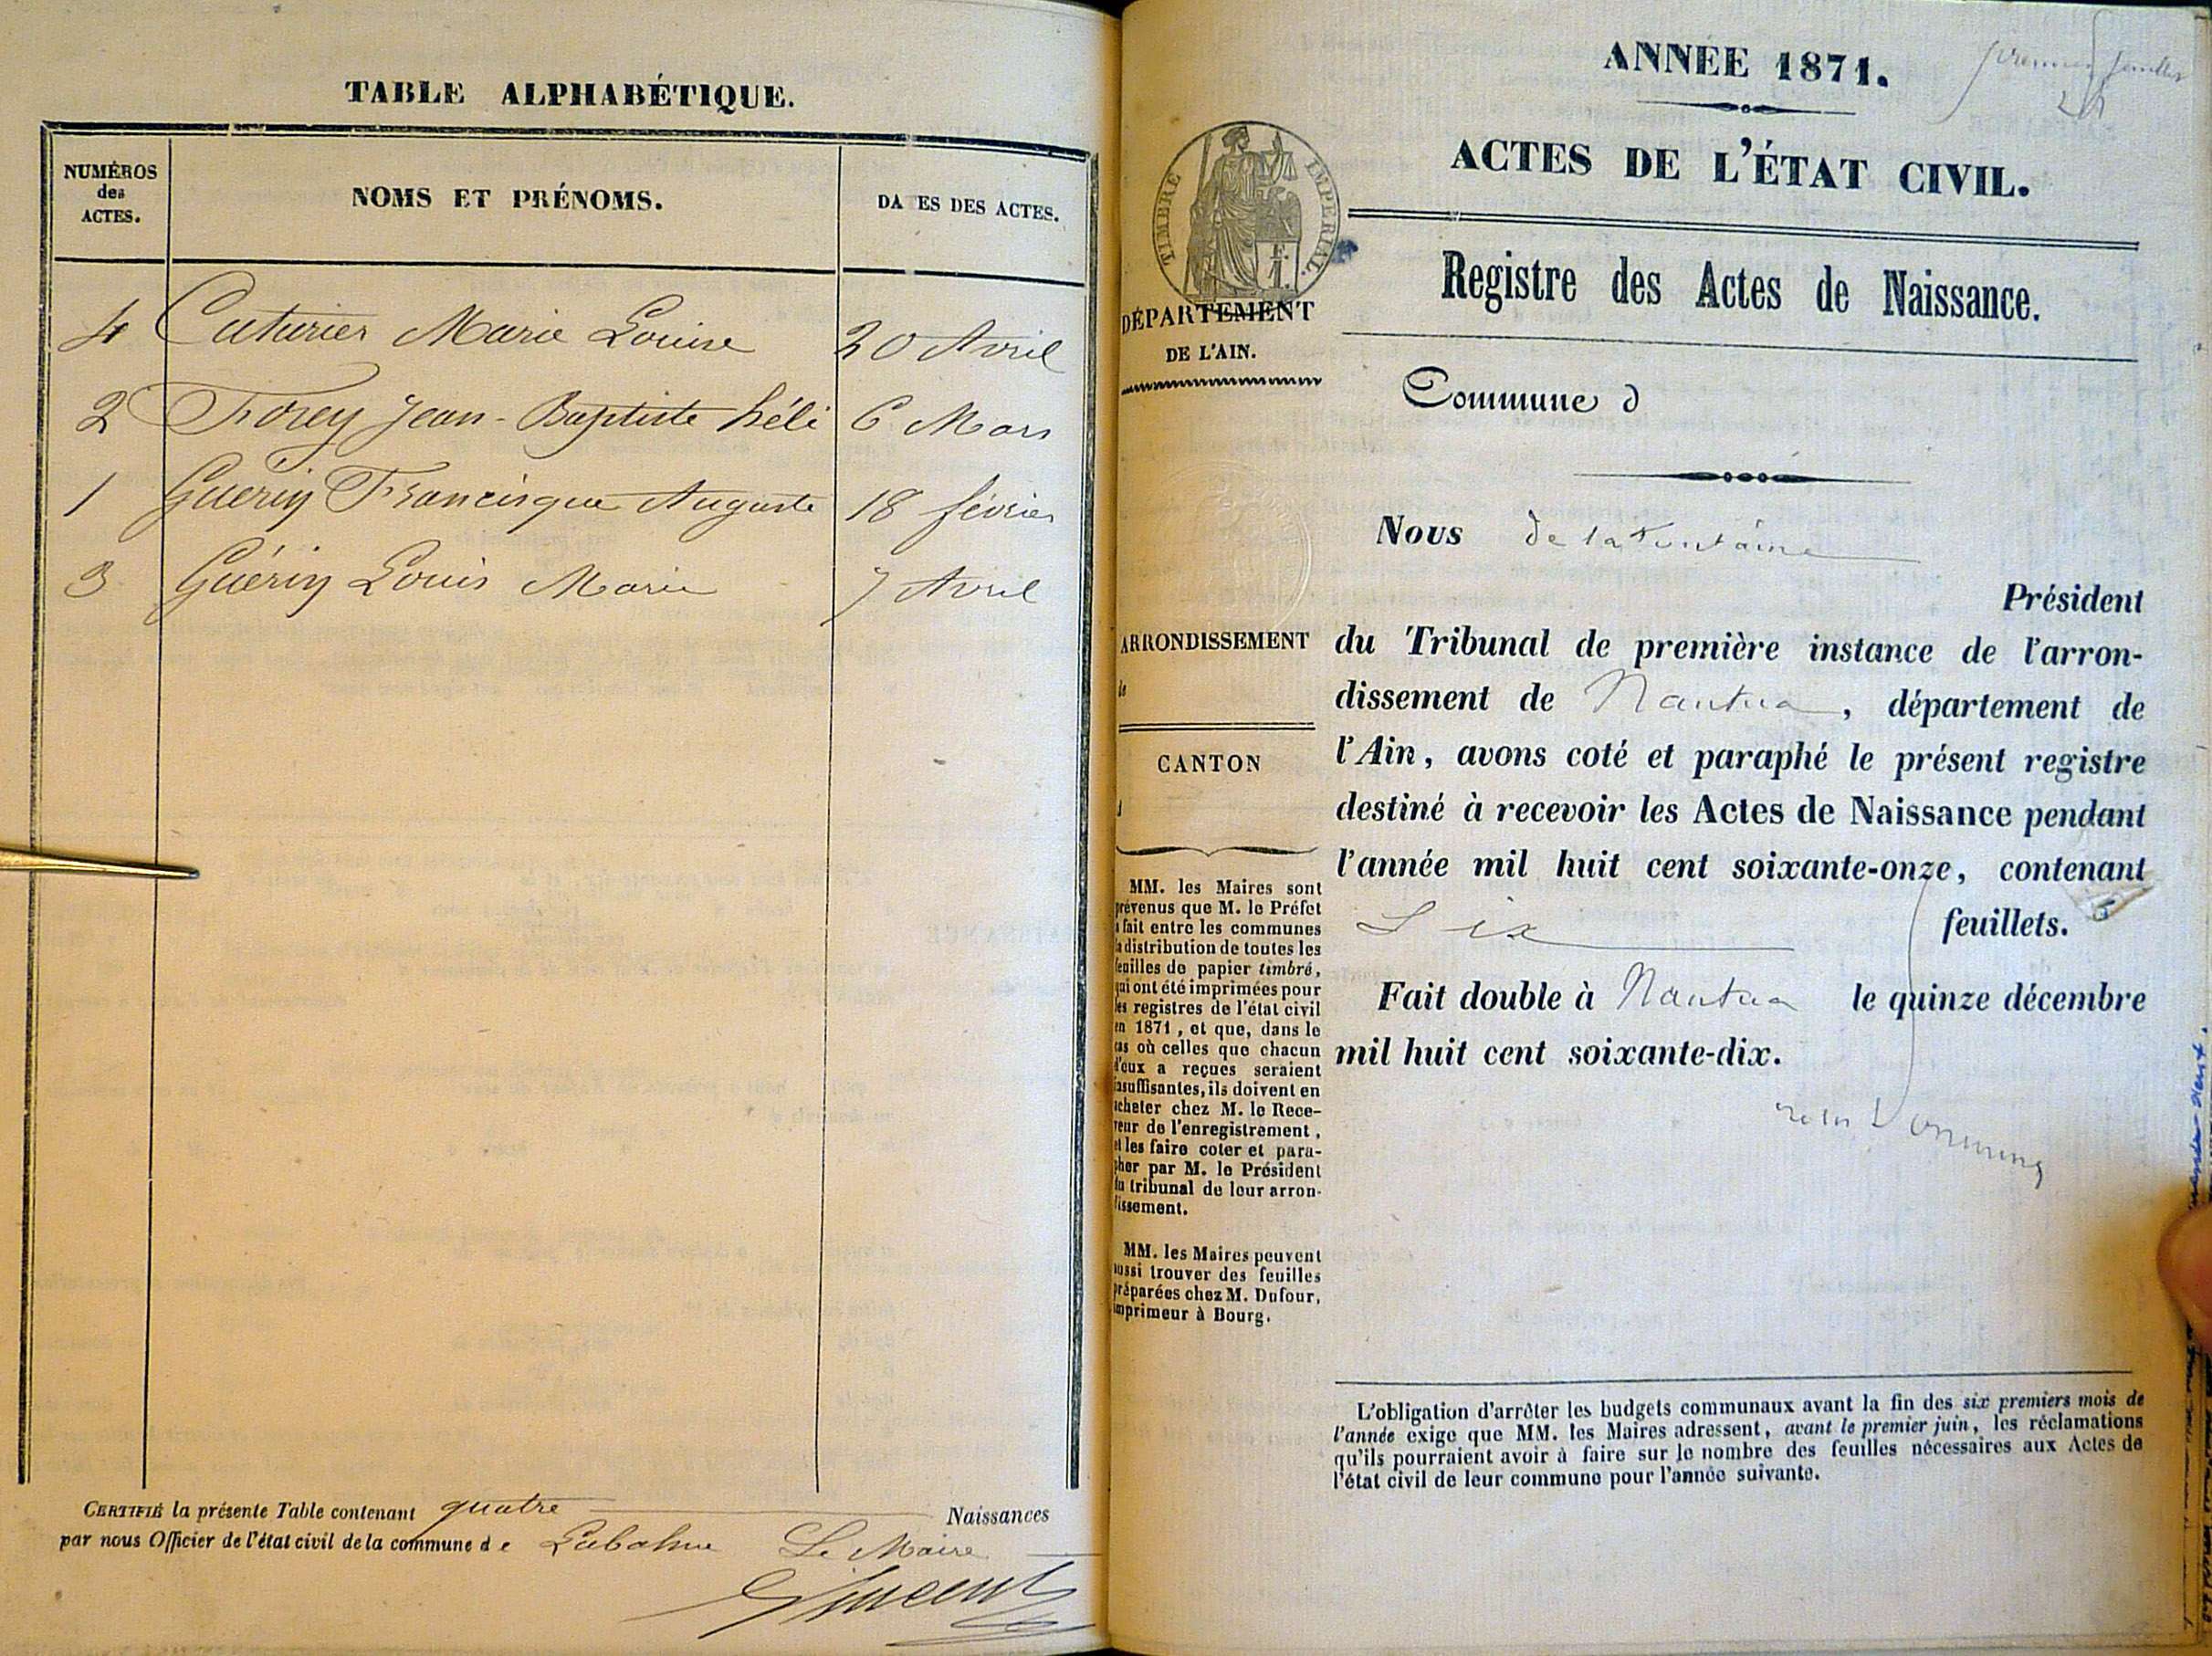 TABLE ALPHABÉTIQUE.
NUMÉROS des ACTES.
NOMS ET PRÉNOMS.
DA ES DES ACTES.
4 Cuturier Marie Louise 20 Avril
2 Forey Jean-Baptiste héli 6 Mars
1 Guérin Francisque Auguste 18 février
3 Guérin Louis Marie 7 Avril
CERTIFIÉ la présente Table contenant quatre Naissances
par nous Officier de l'état civil de la commune de Labalme Le Maire
ANNÉE 1871.
premier feuillet
ACTES DE L'ÉTAT CIVIL.
TIMBRE IMPERIAL.
Registre des Actes de Naissance.
DÉPARTEMENT
DE L'AIN.
Commune d
Nous de la Fontaine
Président
ARRONDISSEMENT
de
CANTON
d
du Tribunal de première instance de l'arron-
dissement de Nantua, département de
l'Ain, avons coté et paraphé le présent registre
destiné à recevoir les Actes de Naissance pendant
l'année mil huit cent soixante-onze, contenant
Six feuillets.
Fait double à Nantua le quinze décembre
mil huit cent soixante-dix.
MM. les Maires sont
prévenus que M. le Préfet
a fait entre les communes
la distribution de toutes les
feuilles de papier timbré,
qui ont été imprimées pour
les registres de l'état civil
en 1871, et que, dans le
cas où celles que chacun
d'eux a reçues seraient
insuffisantes, ils doivent en
acheter chez M. le Rece-
veur de l'enregistrement,
et les faire coter et para-
pher par M. le Président
du tribunal de leur arron-
dissement.
MM. les Maires peuvent
aussi trouver des feuilles
préparées chez M. Dufour,
imprimeur à Bourg.
L'obligation d'arrêter les budgets communaux avant la fin des six premiers mois de
l'année exige que MM. les Maires adressent, avant le premier juin, les réclamations
qu'ils pourraient avoir à faire sur le nombre des feuilles nécessaires aux Actes de
l'état civil de leur commune pour l'année suivante.